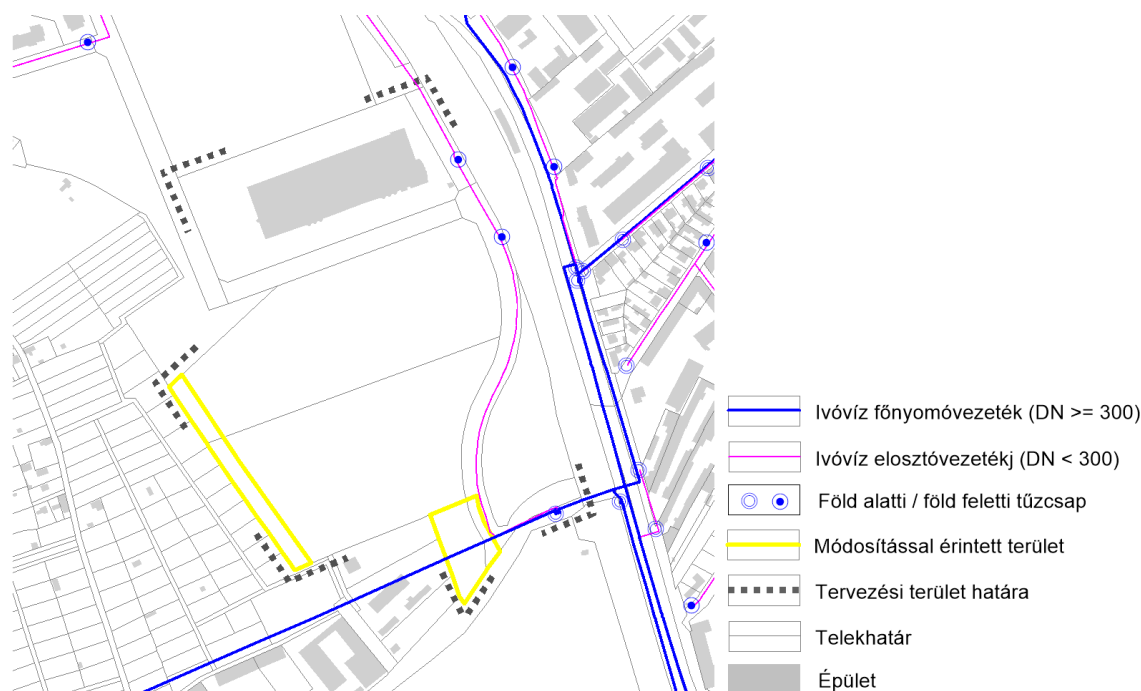 Ivóvíz főnyomóvezeték (DN >= 300)
Ivóvíz elosztóvezetékj (DN < 300)
Föld alatti / föld feletti tűzcsap
Módosítással érintett terület
Tervezési terület határa
Telekhatár
Épület